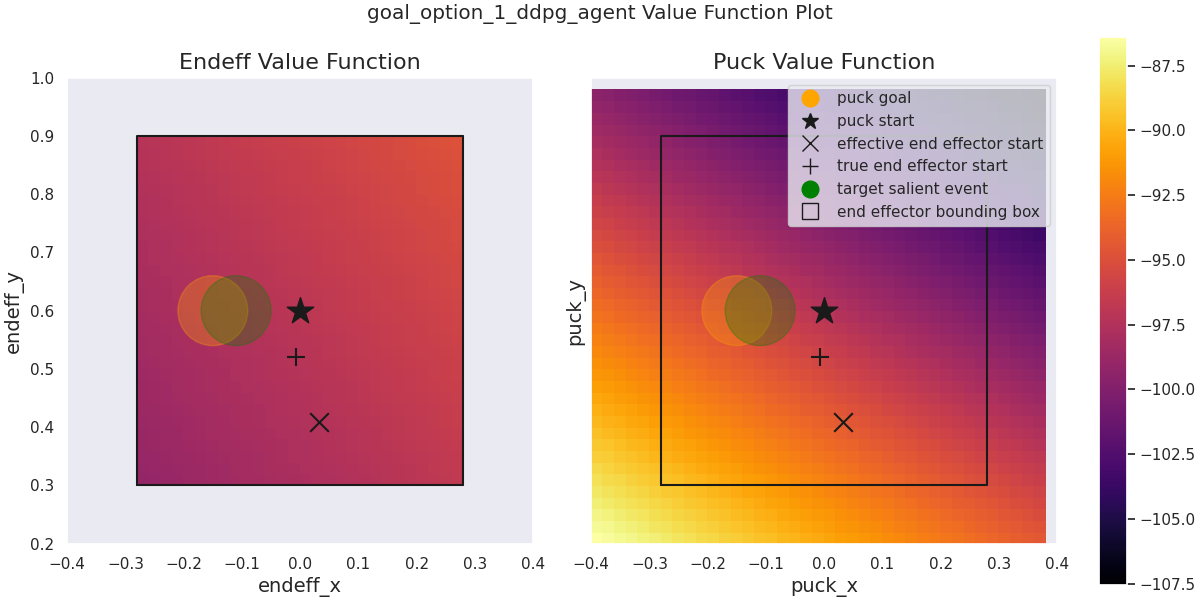 goal_option_1_ddpg_agent Value Function Plot
Endeff Value Function
1.0
0.9
0.8
0.7
0.6
0.5
0.4
0.3
0.2
endeff_y
−0.4 −0.3 −0.2 −0.1 0.0 0.1 0.2 0.3 0.4
endeff_x
Puck Value Function
puck goal
puck start
effective end effector start
true end effector start
target salient event
end effector bounding box
puck_y
−0.4 −0.3 −0.2 −0.1 0.0 0.1 0.2 0.3 0.4
puck_x
−87.5
−90.0
−92.5
−95.0
−97.5
−100.0
−102.5
−105.0
−107.5